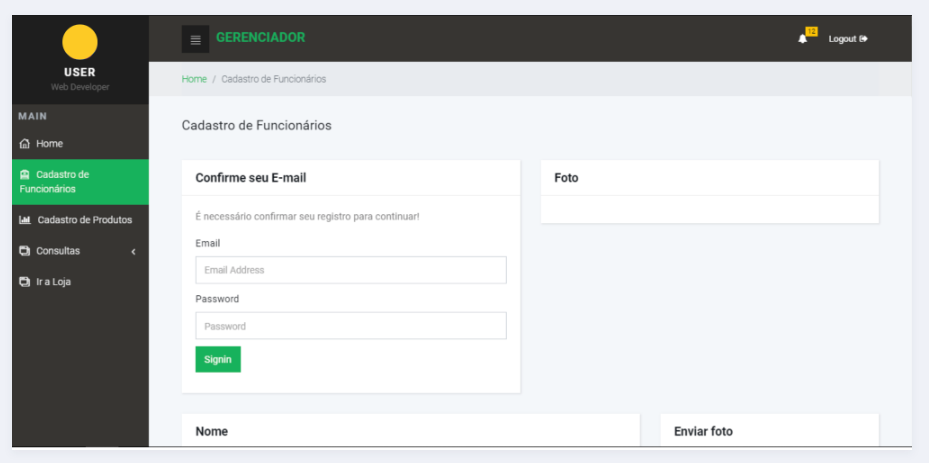 USER
Web Developer
MAIN
Home
Cadastro de
Funcionários
Cadastro de Produtos
Consultas
Ir a Loja
GERENCIADOR
12
Logout
Home / Cadastro de Funcionários
Cadastro de Funcionários
Confirme seu E-mail
É necessário confirmar seu registro para continuar!
Email
Email Address
Password
Password
Signin
Foto
Nome
Enviar foto